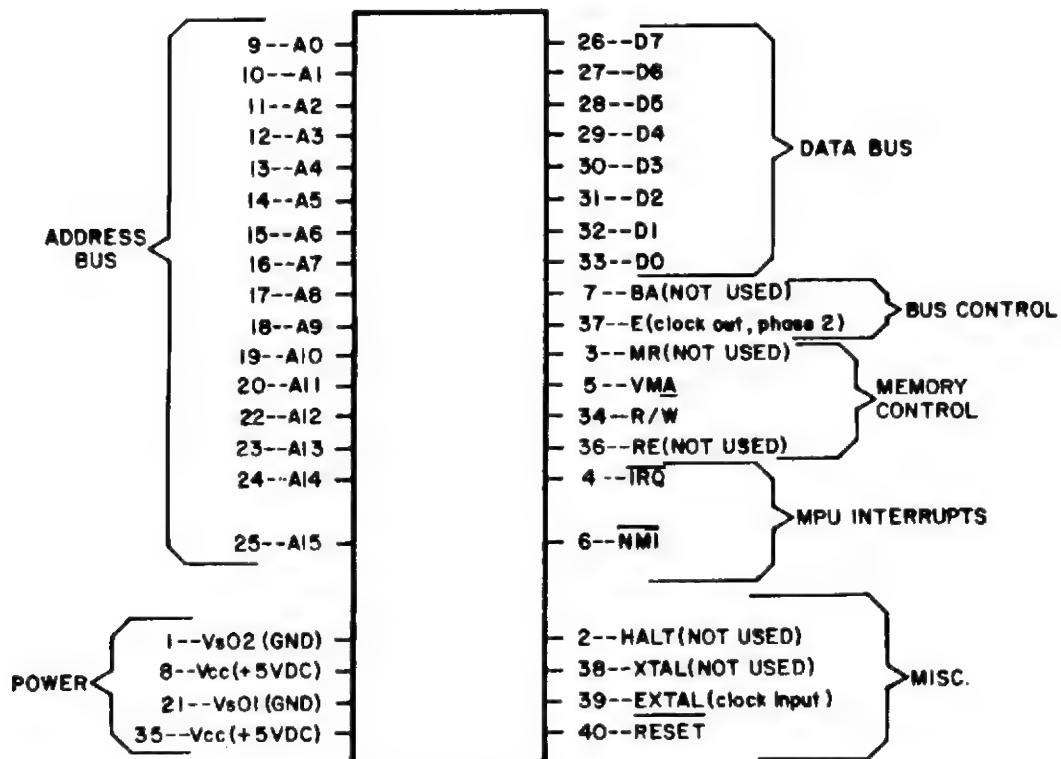 ADDRESS
BUS
9--A0
10--A1
11--A2
12--A3
13--A4
14--A5
15--A6
16--A7
17--A8
18--A9
19--A10
20--A11
22--A12
23--A13
24--A14
25--A15
POWER
1--VsO2 (GND)
8--Vcc(+5VDC)
21--VsO1(GND)
35--Vcc(+5VDC)
26--D7
27--D6
28--D5
29--D4
30--D3
31--D2
32--D1
33--D0
DATA BUS
7--BA(NOT USED)
37--E(clock out, phase 2)
BUS CONTROL
3--MR(NOT USED)
5--VMA
34--R/W̅
36--RE(NOT USED)
MEMORY
CONTROL
4--I̅R̅Q̅
6--N̅M̅I̅
MPU INTERRUPTS
2--HALT(NOT USED)
38--XTAL(NOT USED)
39--EXTAL(clock input)
40--R̅E̅S̅E̅T̅
MISC.